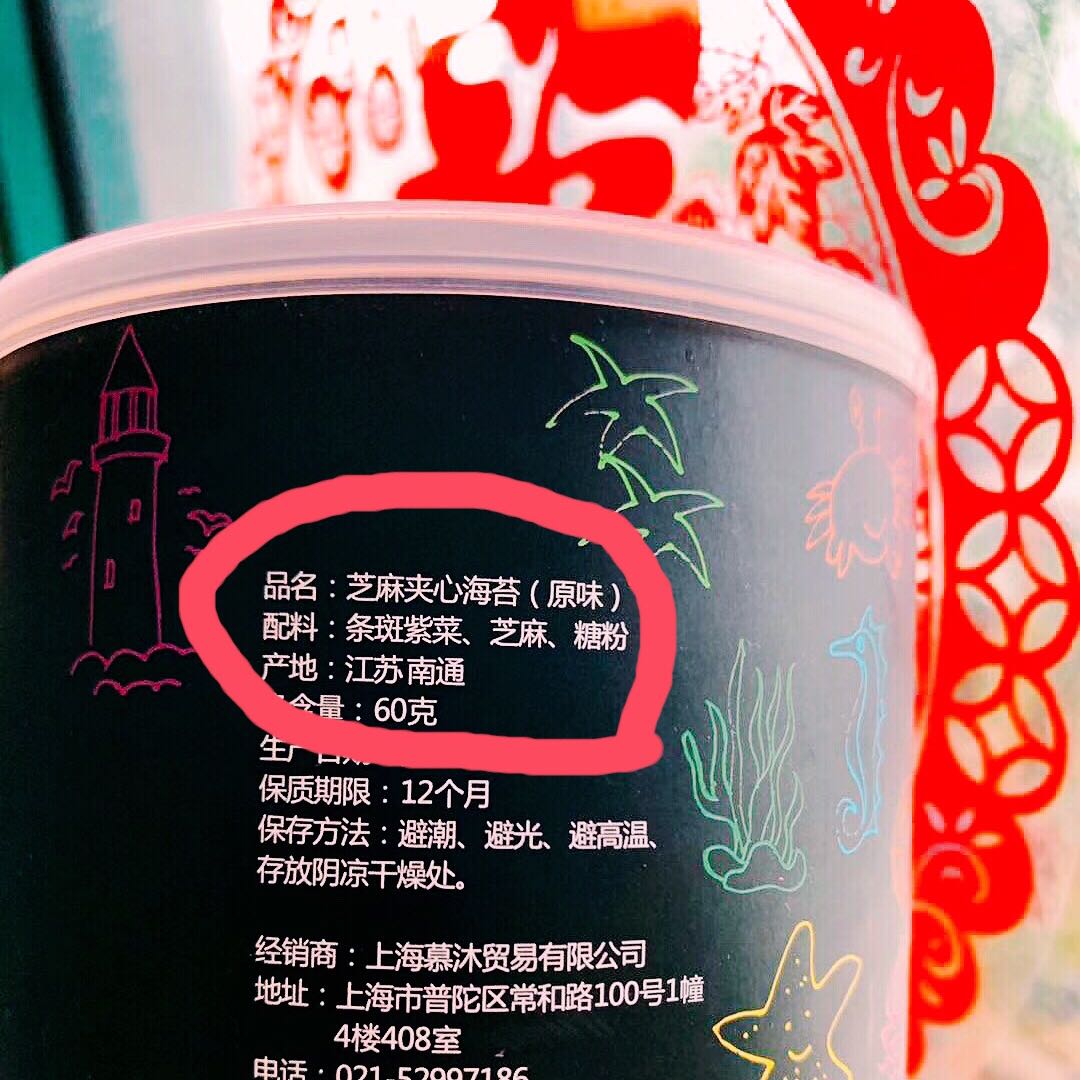 品名：芝麻夹心海苔（原味）
配料：条斑紫菜、芝麻、糖粉
产地：江苏 南通
含量：60克
生产日期
保质期限：12个月
保存方法：避潮、避光、避高温、
存放阴凉干燥处。
经销商：上海慕沐贸易有限公司
地址：上海市普陀区常和路100号1幢
4楼408室
电话：021-52997186